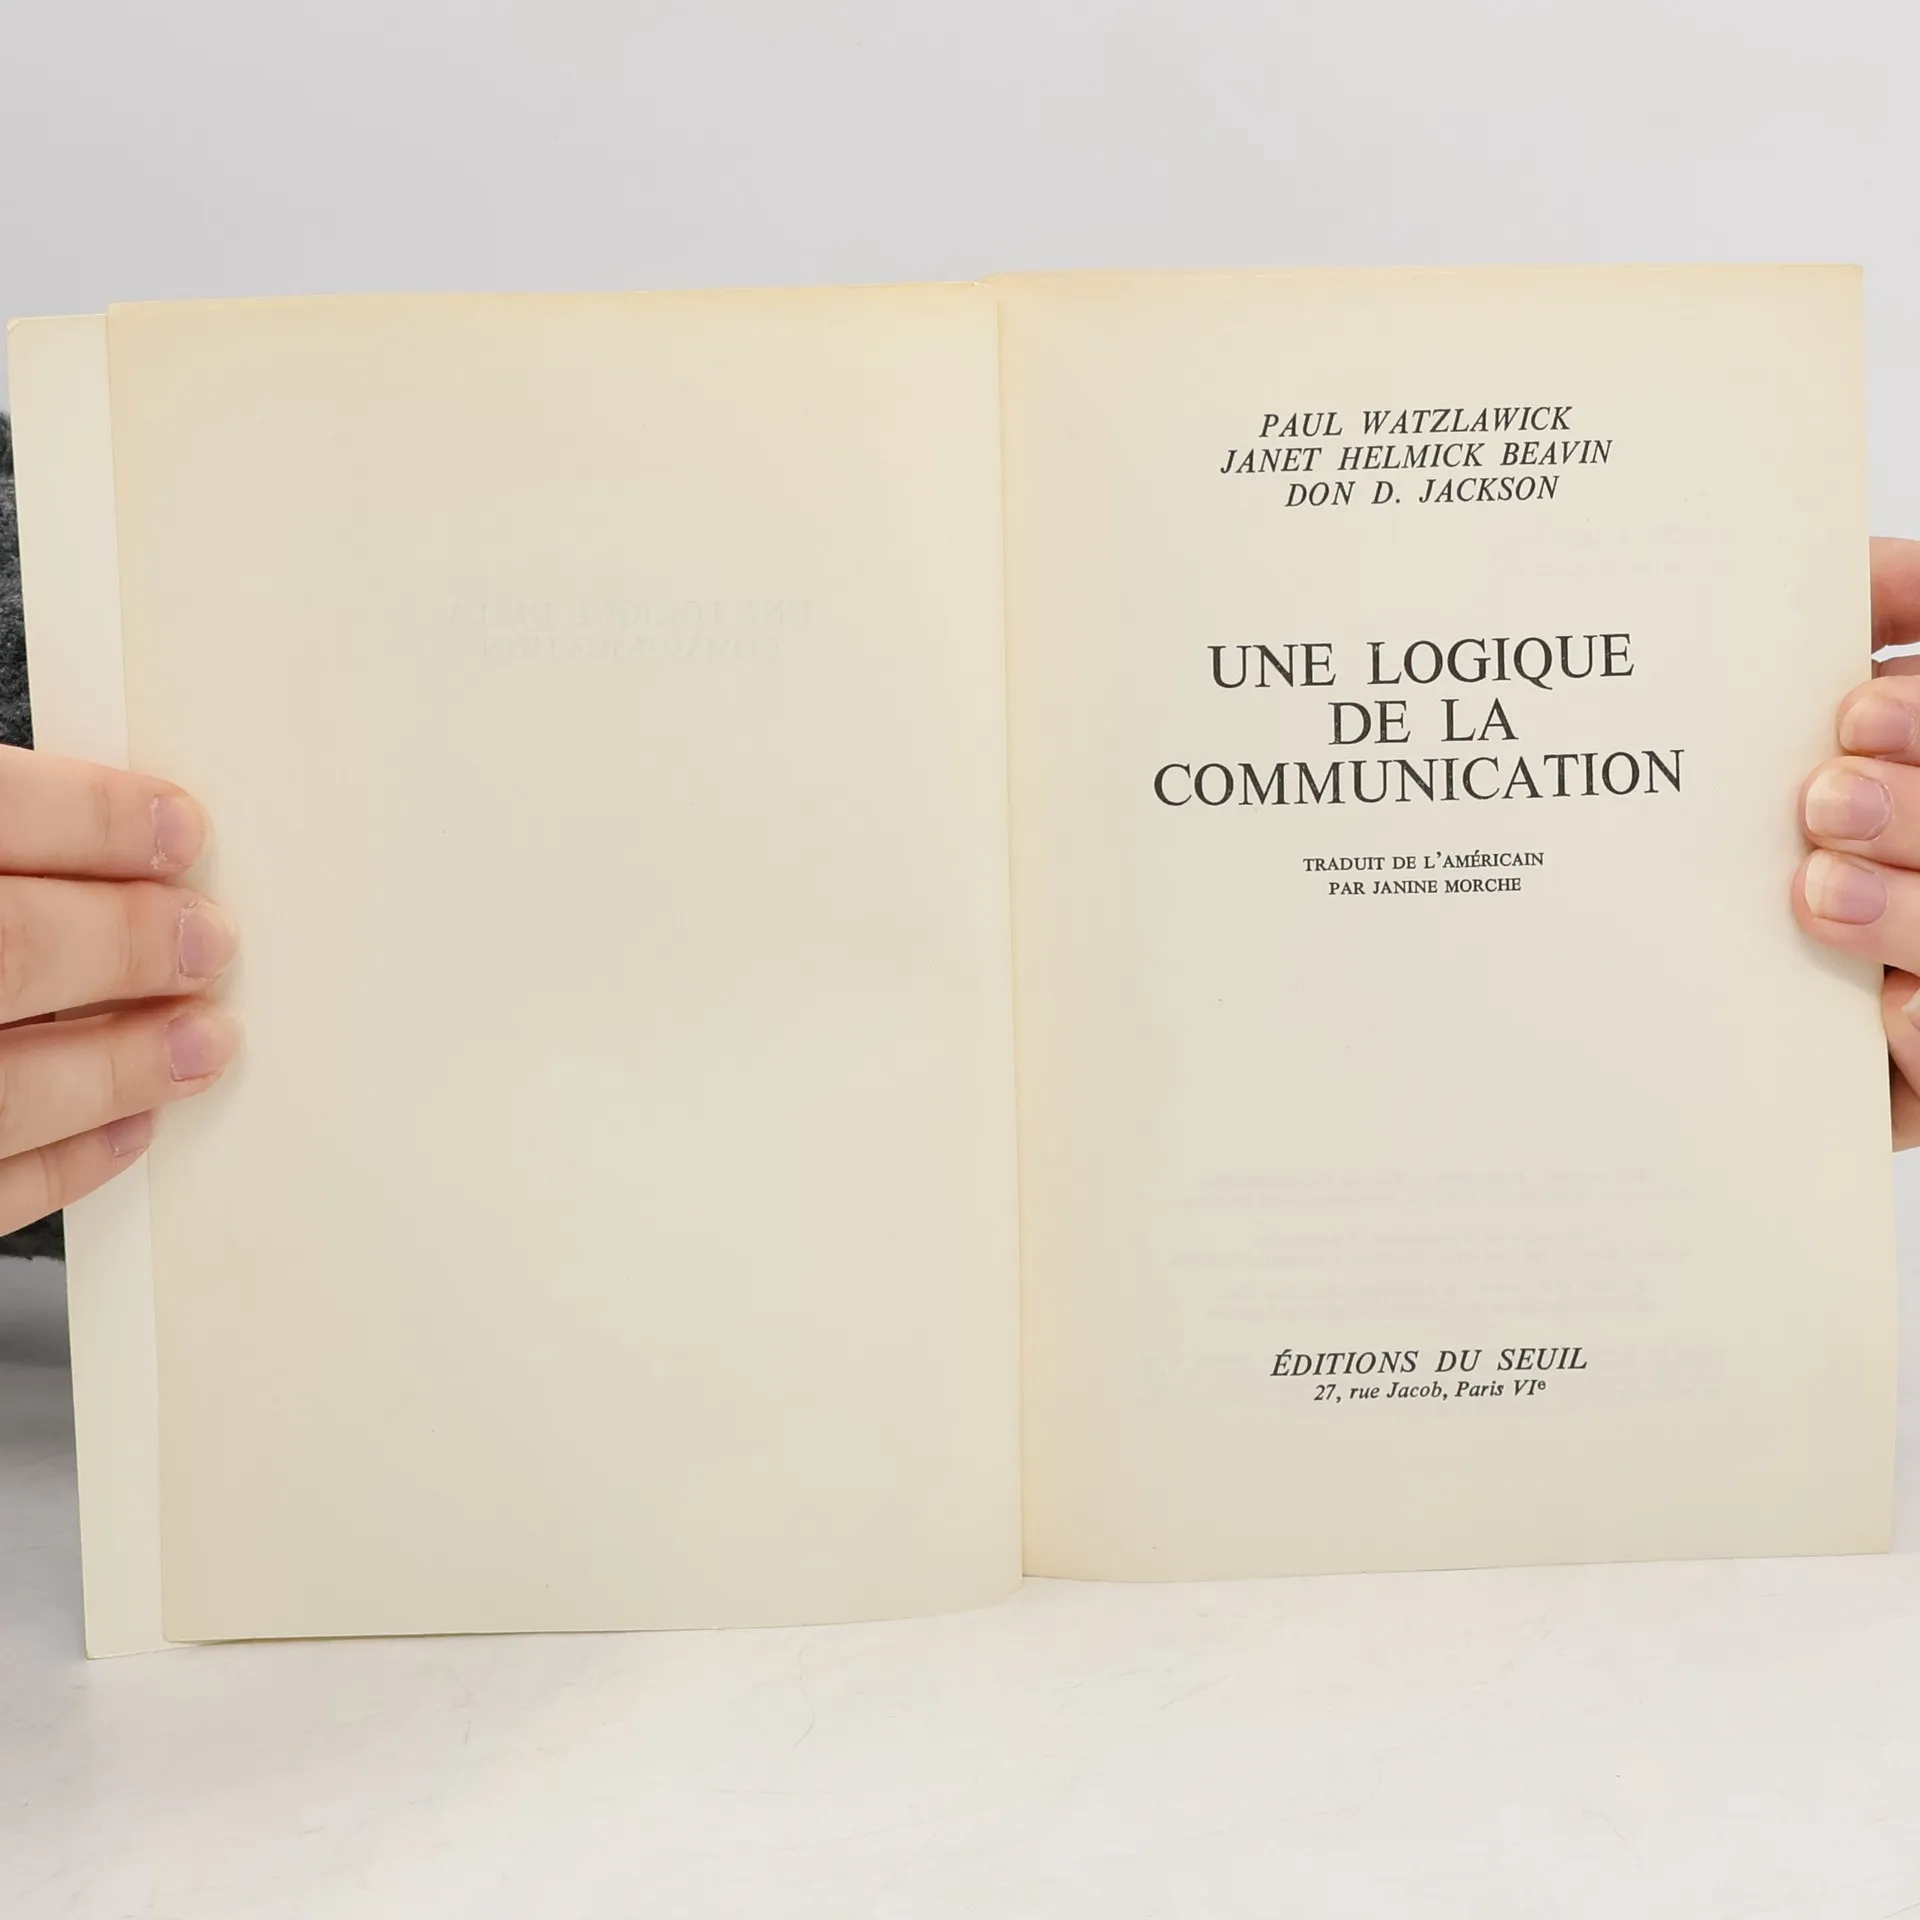 PAUL WATZLAWICK
JANET HELMICK BEAVIN
DON D. JACKSON
UNE LOGIQUE
DE LA
COMMUNICATION
TRADUIT DE L'AMÉRICAIN
PAR JANINE MORCHE
ÉDITIONS DU SEUIL
27, rue Jacob, Paris VIᵉ